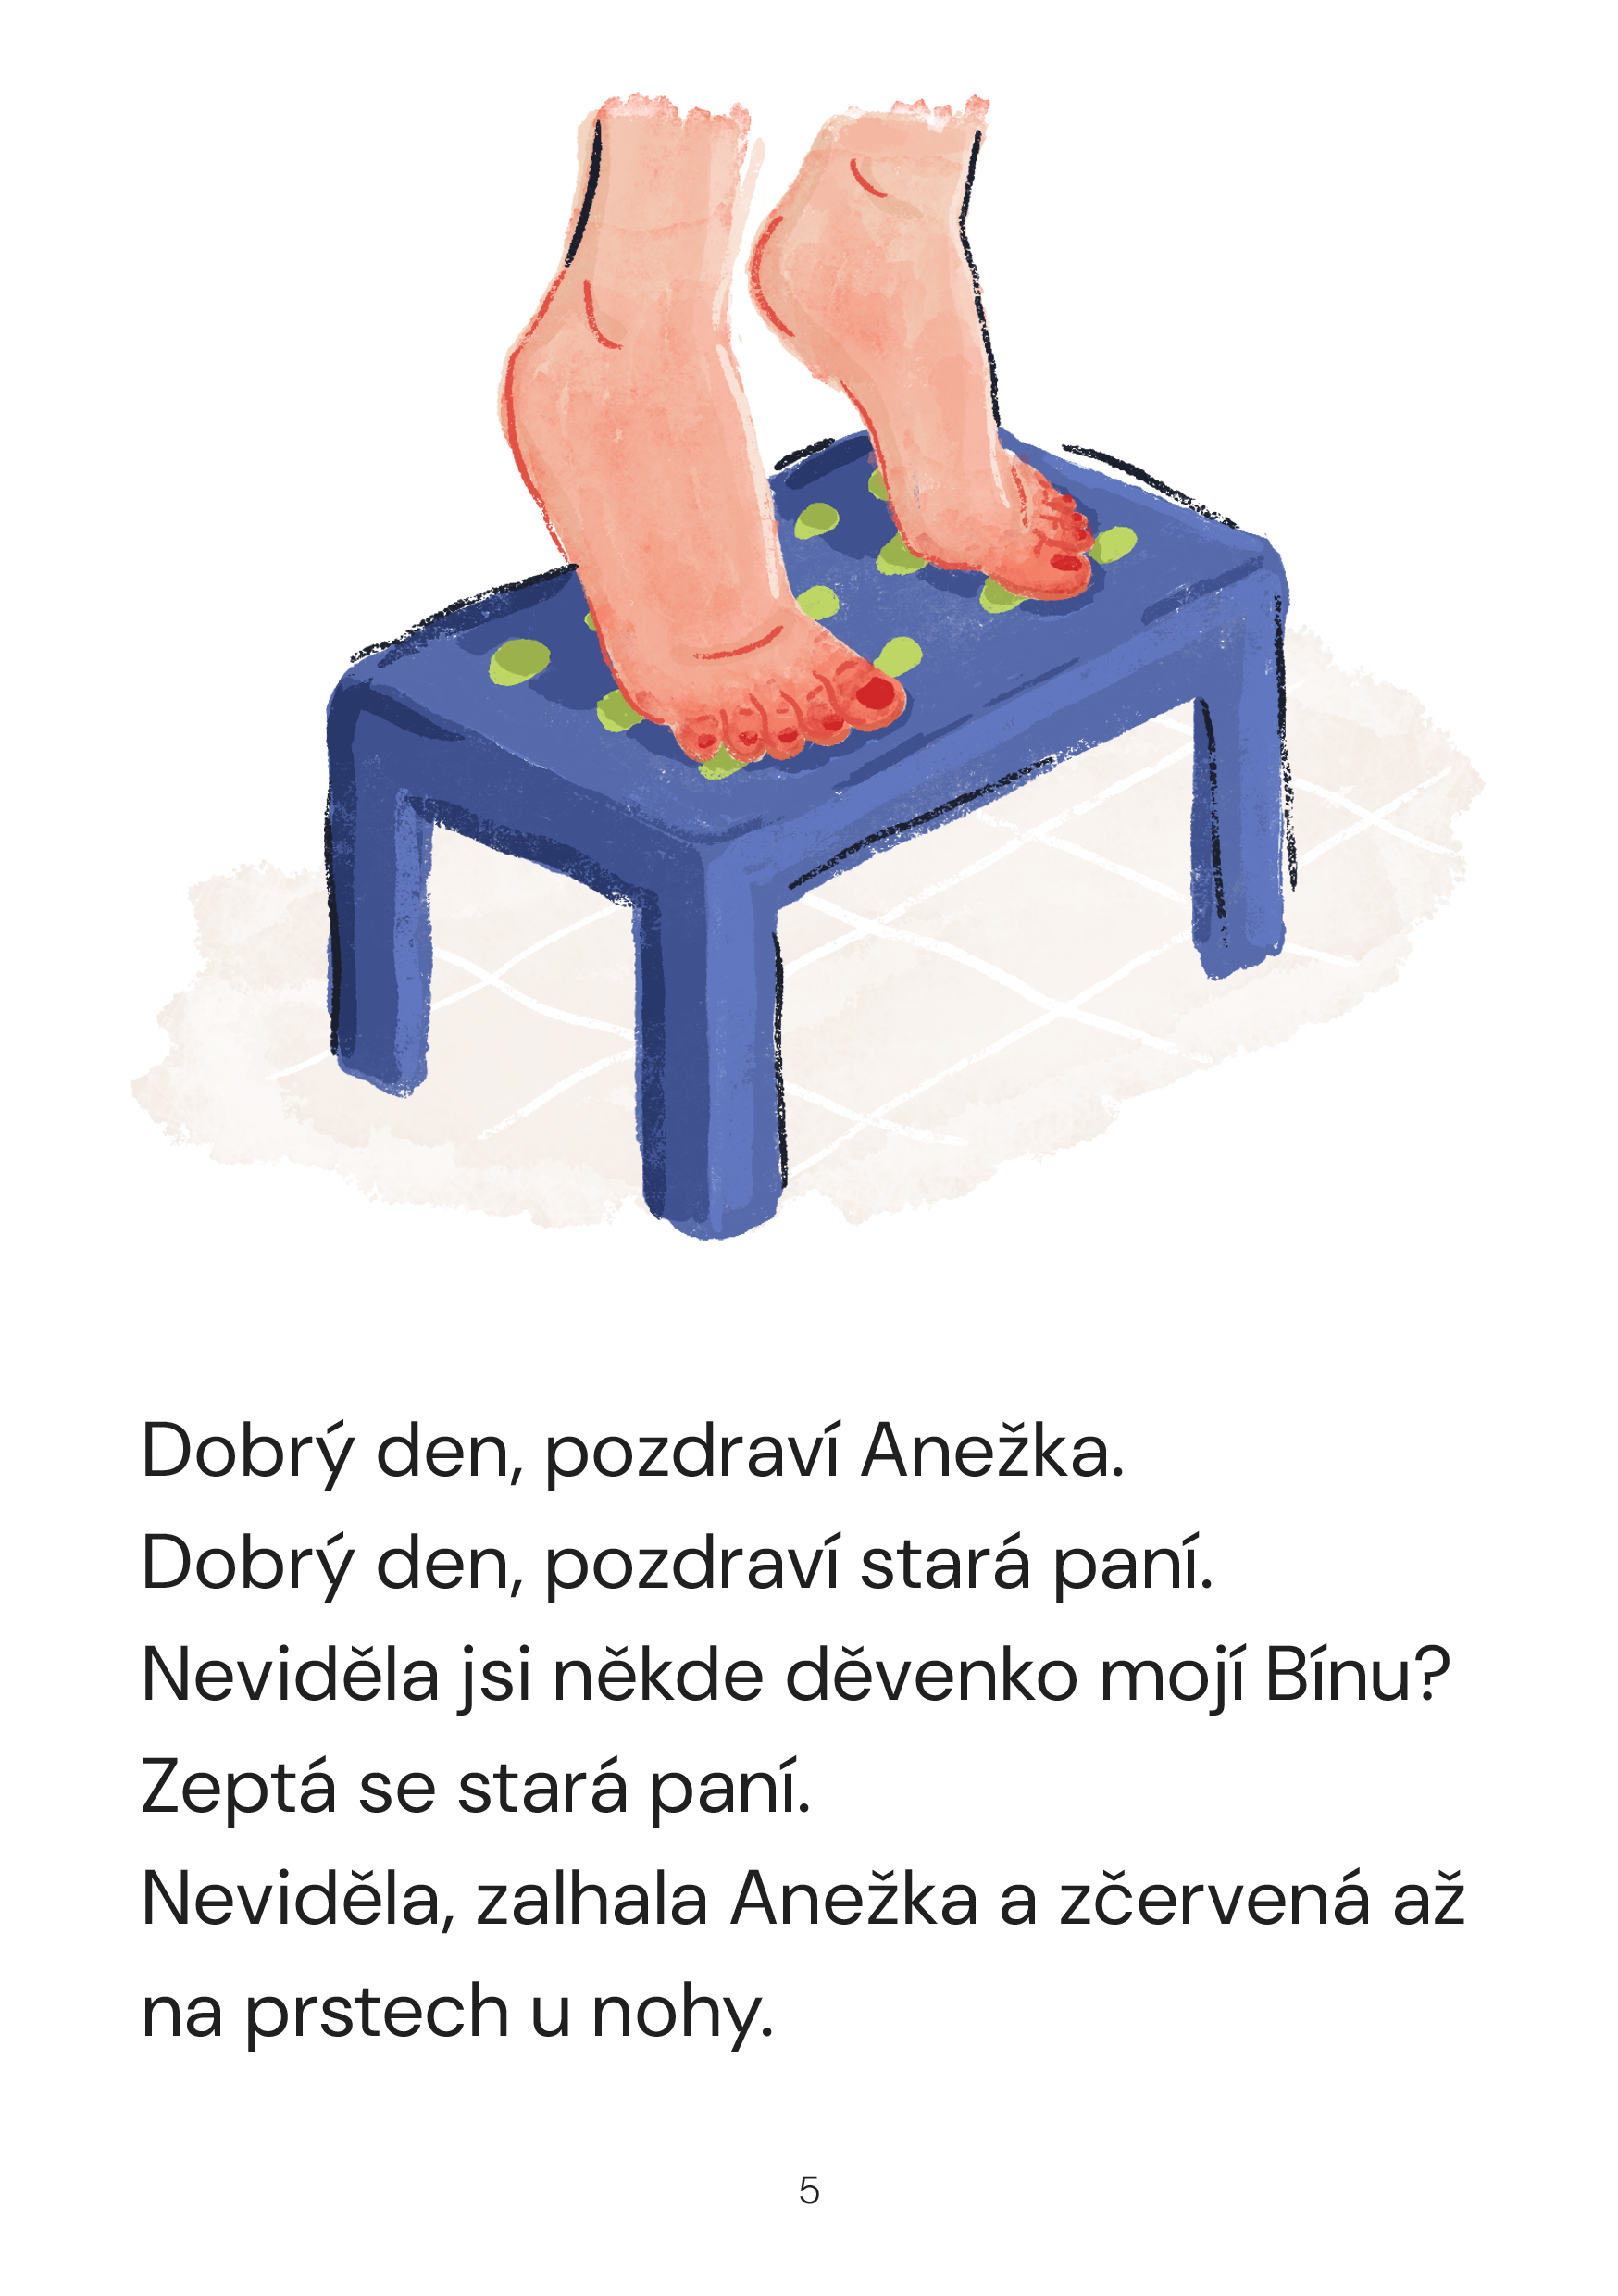 Dobrý den, pozdraví Anežka.
Dobrý den, pozdraví stará paní.
Neviděla jsi někde děvenko mojí Bínu?
Zeptá se stará paní.
Neviděla, zalhala Anežka a zčervená až
na prstech u nohy.
5